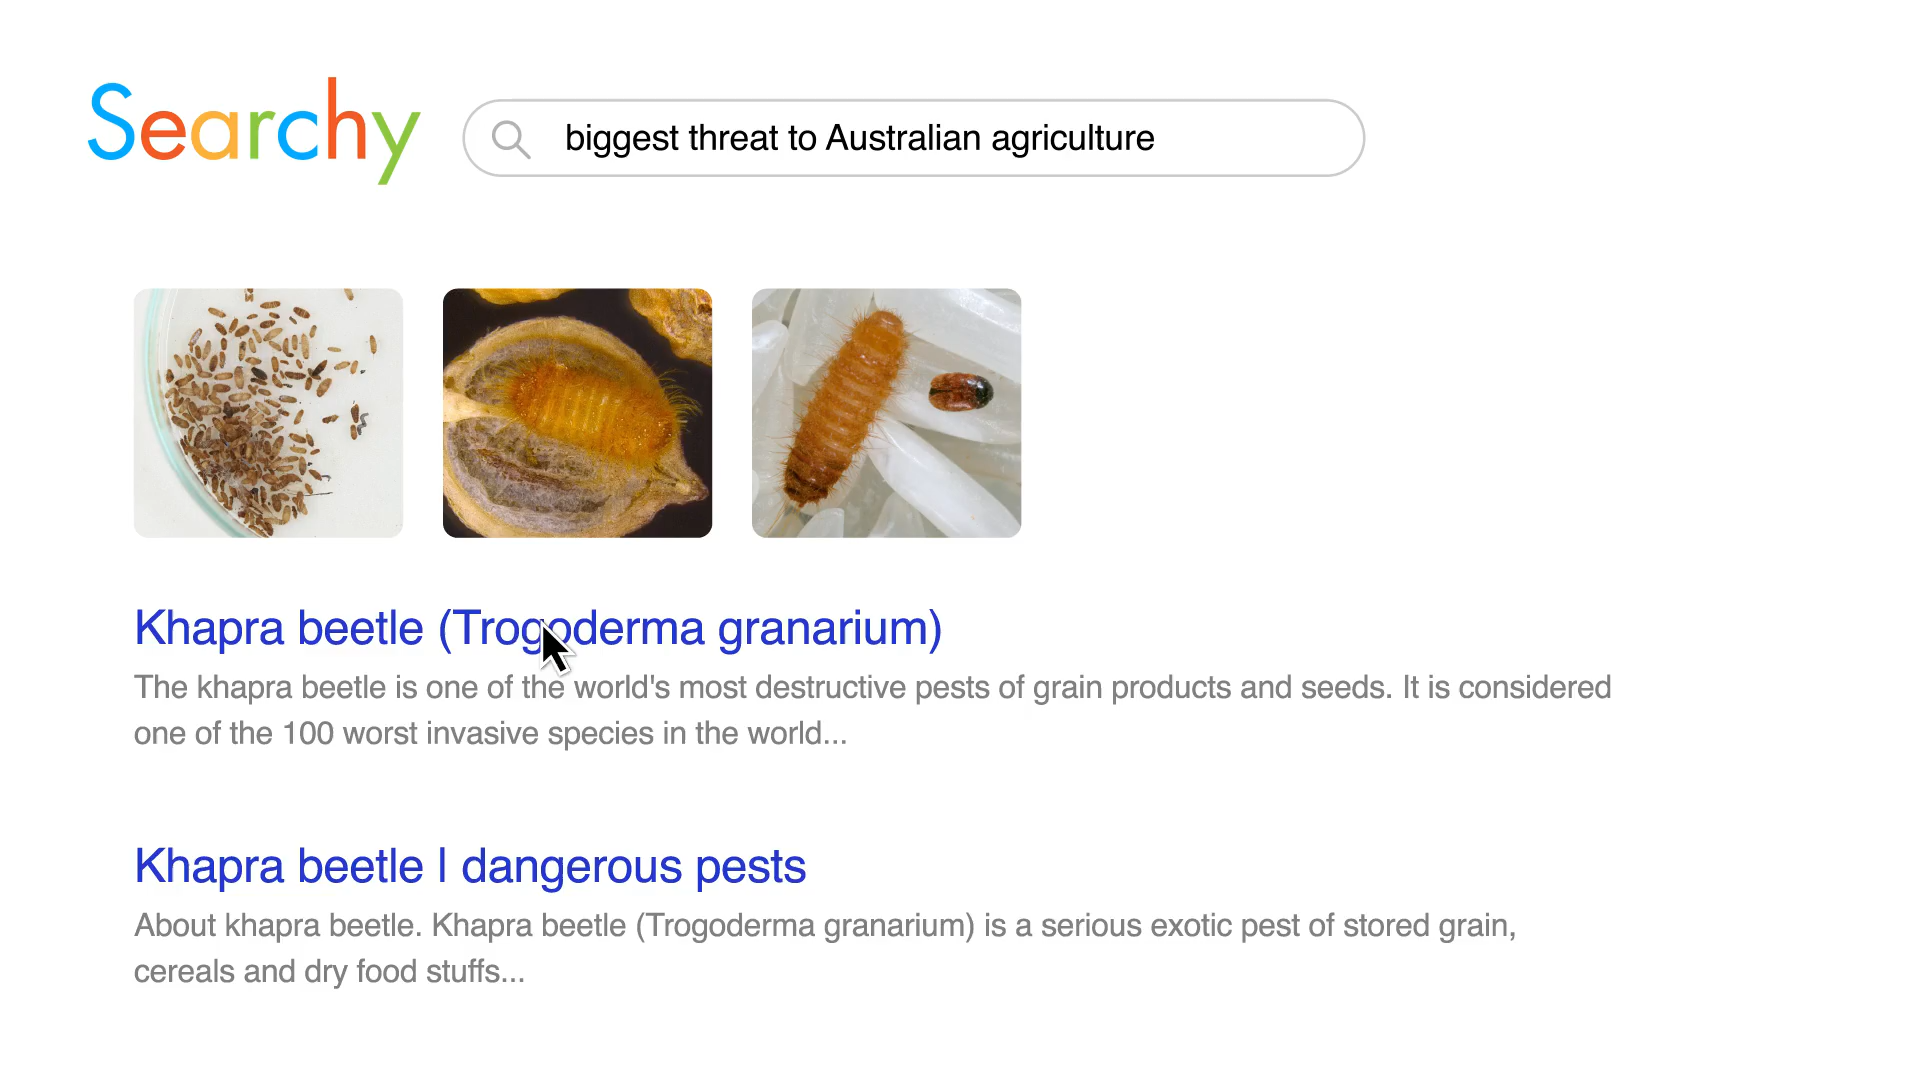 Searchy
biggest threat to Australian agriculture
Khapra beetle (Trogoderma granarium)
The khapra beetle is one of the world's most destructive pests of grain products and seeds. It is considered
one of the 100 worst invasive species in the world...
Khapra beetle | dangerous pests
About khapra beetle. Khapra beetle (Trogoderma granarium) is a serious exotic pest of stored grain,
cereals and dry food stuffs...